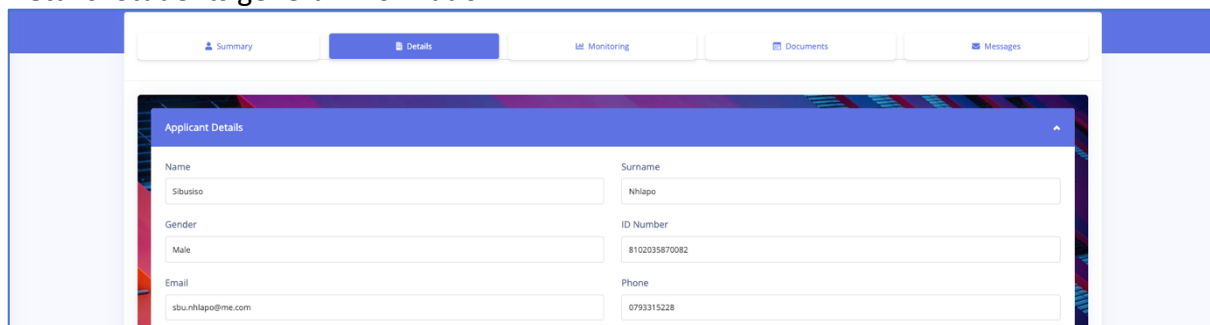 Summary
Details
Monitoring
Documents
Messages
Applicant Details
Name
Surname
Sibusiso
Nhlapo
Gender
ID Number
Male
8102035870082
Email
Phone
sbu.nhlapo@me.com
0793315228